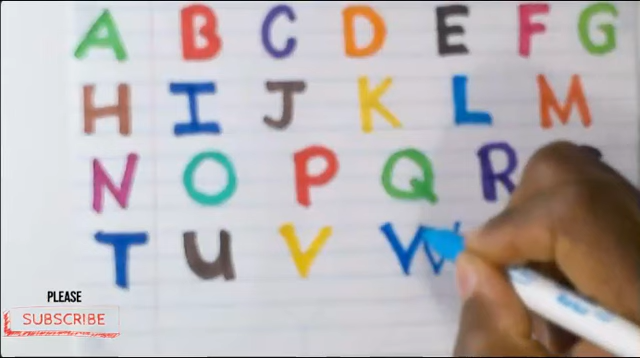 A B C D E F G
H I J K L M
N O P Q R
T U V W
PLEASE
SUBSCRIBE